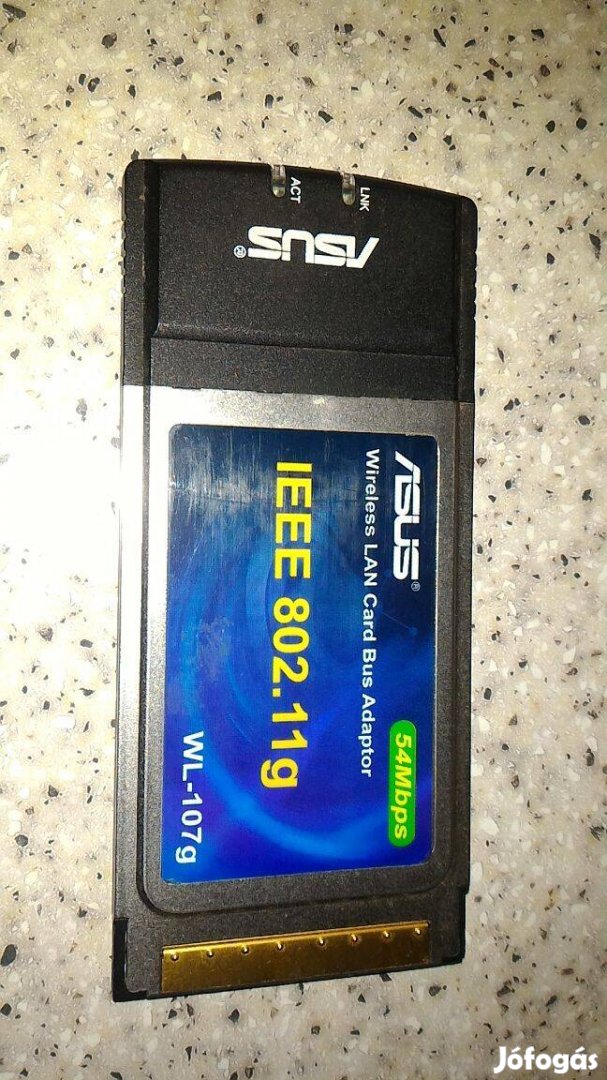 LNK
ACT
ASUS®
ASUS®
Wireless LAN Card Bus Adaptor
54Mbps
IEEE 802.11g
WL-107g
Jófogás